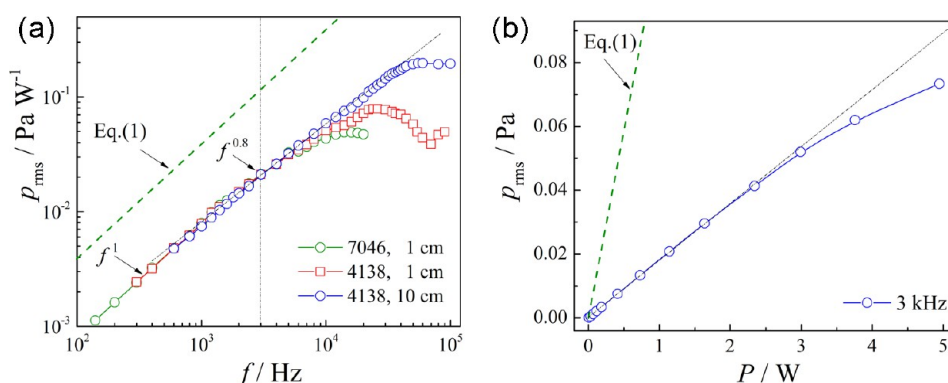 (a)
p_rms / Pa W^-1
10^-1
10^-2
10^-3
Eq.(1)
f^0.8
f^1
7046, 1 cm
4138, 1 cm
4138, 10 cm
10^2 10^3 10^4 10^5
f / Hz
(b)
p_rms / Pa
0.08
0.06
0.04
0.02
0.00
Eq.(1)
3 kHz
0 1 2 3 4 5
P / W